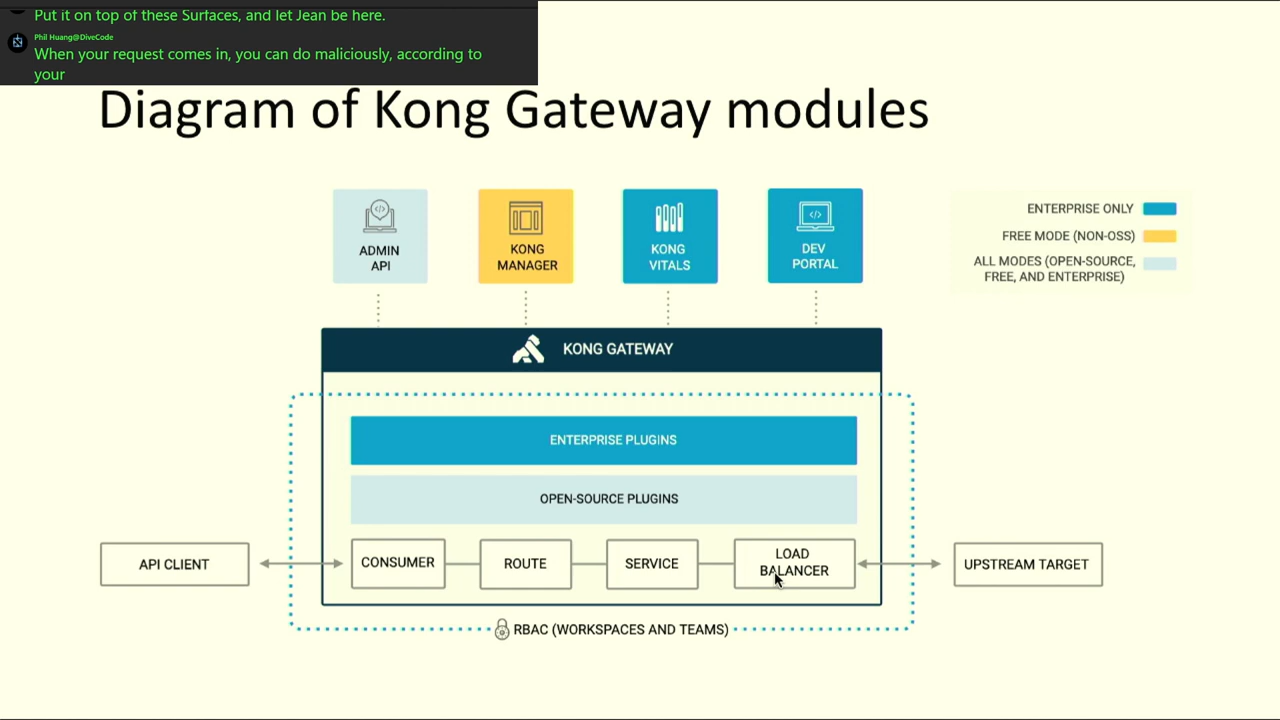 Put it on top of these Surfaces, and let Jean be here.
Phil Huang@DiveCode
When your request comes in, you can do maliciously, according to
your
Diagram of Kong Gateway modules
ADMIN
API
KONG
MANAGER
KONG
VITALS
DEV
PORTAL
ENTERPRISE ONLY
FREE MODE (NON-OSS)
ALL MODES (OPEN-SOURCE,
FREE, AND ENTERPRISE)
KONG GATEWAY
ENTERPRISE PLUGINS
OPEN-SOURCE PLUGINS
API CLIENT
CONSUMER
ROUTE
SERVICE
LOAD
BALANCER
UPSTREAM TARGET
RBAC (WORKSPACES AND TEAMS)